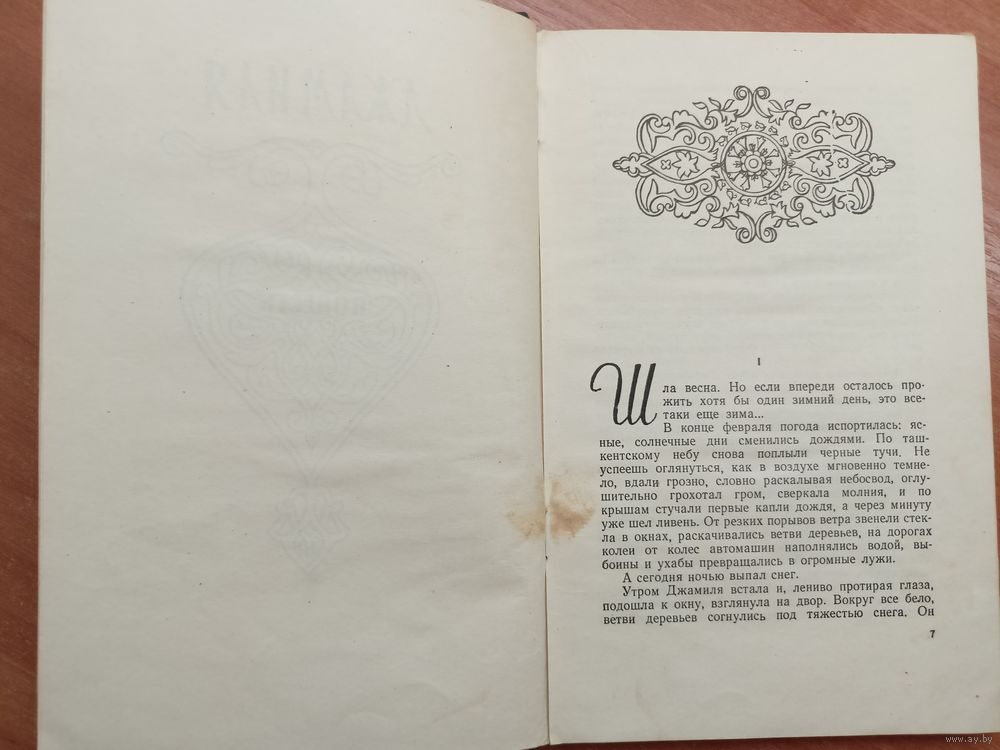 I
Шла весна. Но если впереди осталось про-
жить хотя бы один зимний день, это все-
таки еще зима...
В конце февраля погода испортилась: яс-
ные, солнечные дни сменились дождями. По таш-
кентскому небу снова поплыли черные тучи. Не
успеешь оглянуться, как в воздухе мгновенно темне-
ло, вдали грозно, словно раскалывая небосвод, оглу-
шительно грохотал гром, сверкала молния, и по
крышам стучали первые капли дождя, а через минуту
уже шел ливень. От резких порывов ветра звенели стек-
ла в окнах, раскачивались ветви деревьев, на дорогах
колеи от колес автомашин наполнялись водой, вы-
боины и ухабы превращались в огромные лужи.
А сегодня ночью выпал снег.
Утром Джамиля встала и, лениво протирая глаза,
подошла к окну, взглянула на двор. Вокруг все бело,
ветви деревьев согнулись под тяжестью снега. Он
7
www.ay.by